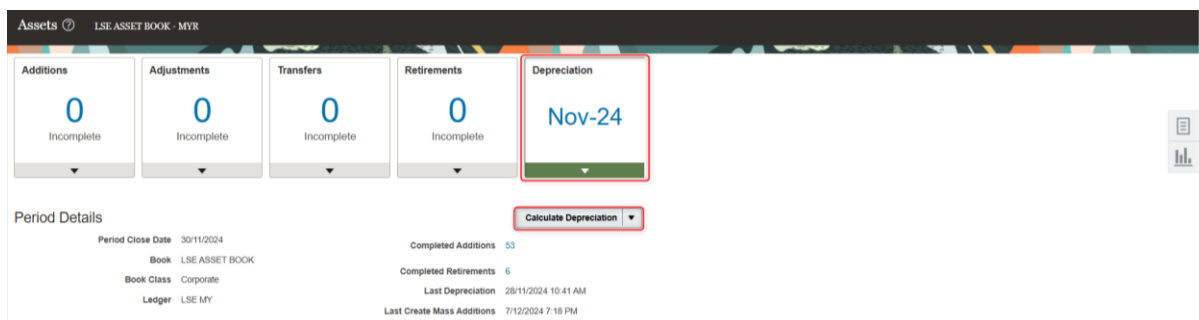 Assets LSE ASSET BOOK - MYR
Additions Adjustments Transfers Retirements Depreciation
0 0 0 0 Nov-24
Incomplete Incomplete Incomplete Incomplete
Period Details Calculate Depreciation
Period Close Date 30/11/2024 Completed Additions 53
Book LSE ASSET BOOK
Book Class Corporate Completed Retirements 6
Ledger LSE MY Last Depreciation 28/11/2024 10:41 AM
Last Create Mass Additions 7/12/2024 7:18 PM